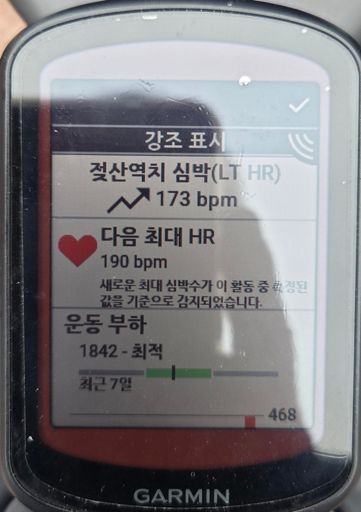 강조 표시
젖산역치 심박(LT HR)
173 bpm
다음 최대 HR
190 bpm
새로운 최대 심박수가 이 활동 중 측정된
값을 기준으로 감지되었습니다.
운동 부하
1842 - 최적
최근 7일
468
GARMIN